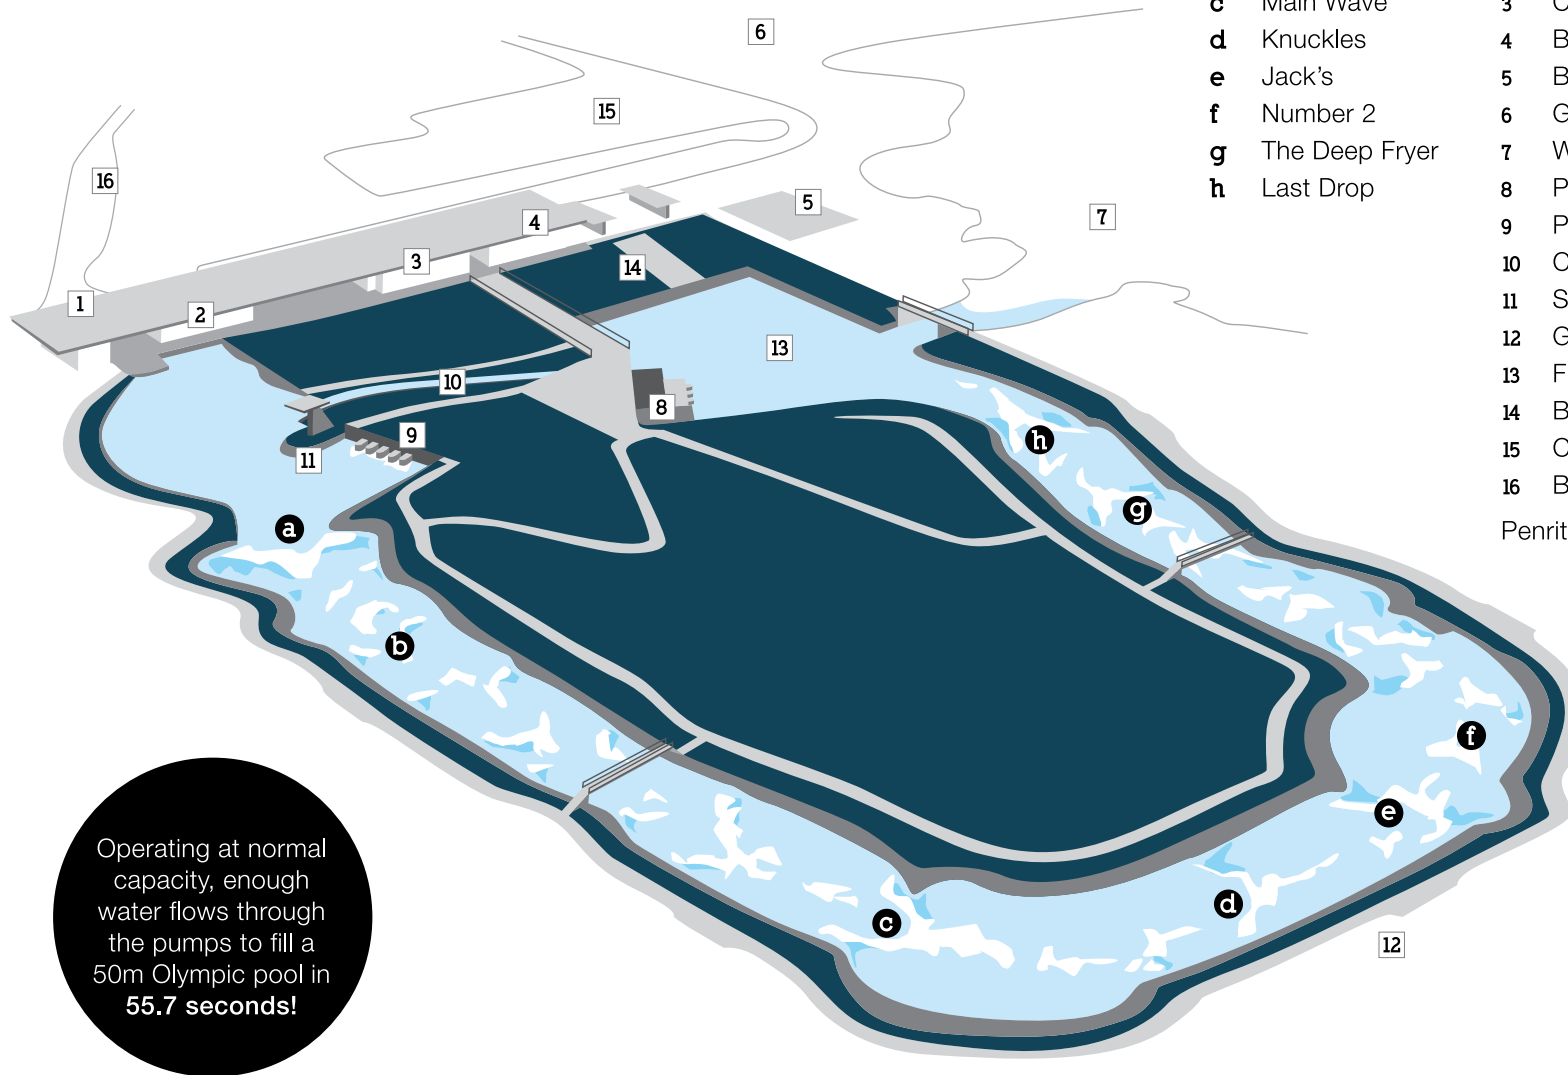 c Main Wave
d Knuckles
e Jack's
f Number 2
g The Deep Fryer
h Last Drop
3
4 B
5 B
6 G
7 W
8 P
9 P
10 C
11 S
12 G
13 F
14 B
15 C
16 B
Penrit
6
15
16
5
7
4
3
14
1
2
13
10
8
9
h
11
g
a
b
f
e
d
c
12
Operating at normal
capacity, enough
water flows through
the pumps to fill a
50m Olympic pool in
55.7 seconds!